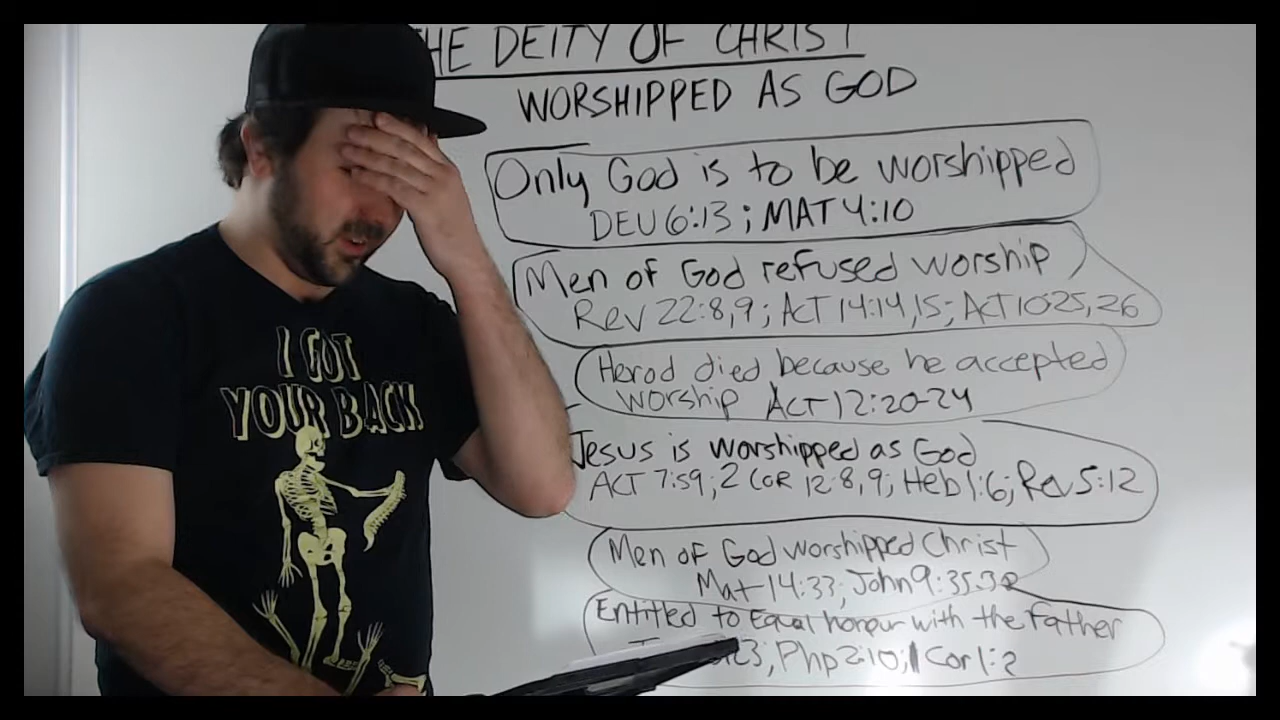 THE DEITY OF CHRIST
WORSHIPPED AS GOD
Only God is to be worshipped
DEU 6:13; MAT 4:10
Men of God refused worship
Rev 22:8,9; ACT 14:14,15; ACT 10:25,26
Herod died because he accepted
worship ACT 12:20-24
Jesus is worshipped as God
ACT 7:59; 2 COR 12:8,9; Heb 1:6; Rev 5:12
Men of God worshipped Christ
Mat 14:33; John 9:35-38
Entitled to Equal honour with the Father
23; Php 2:10; 1 Cor 1:2
I GOT
YOUR BACK